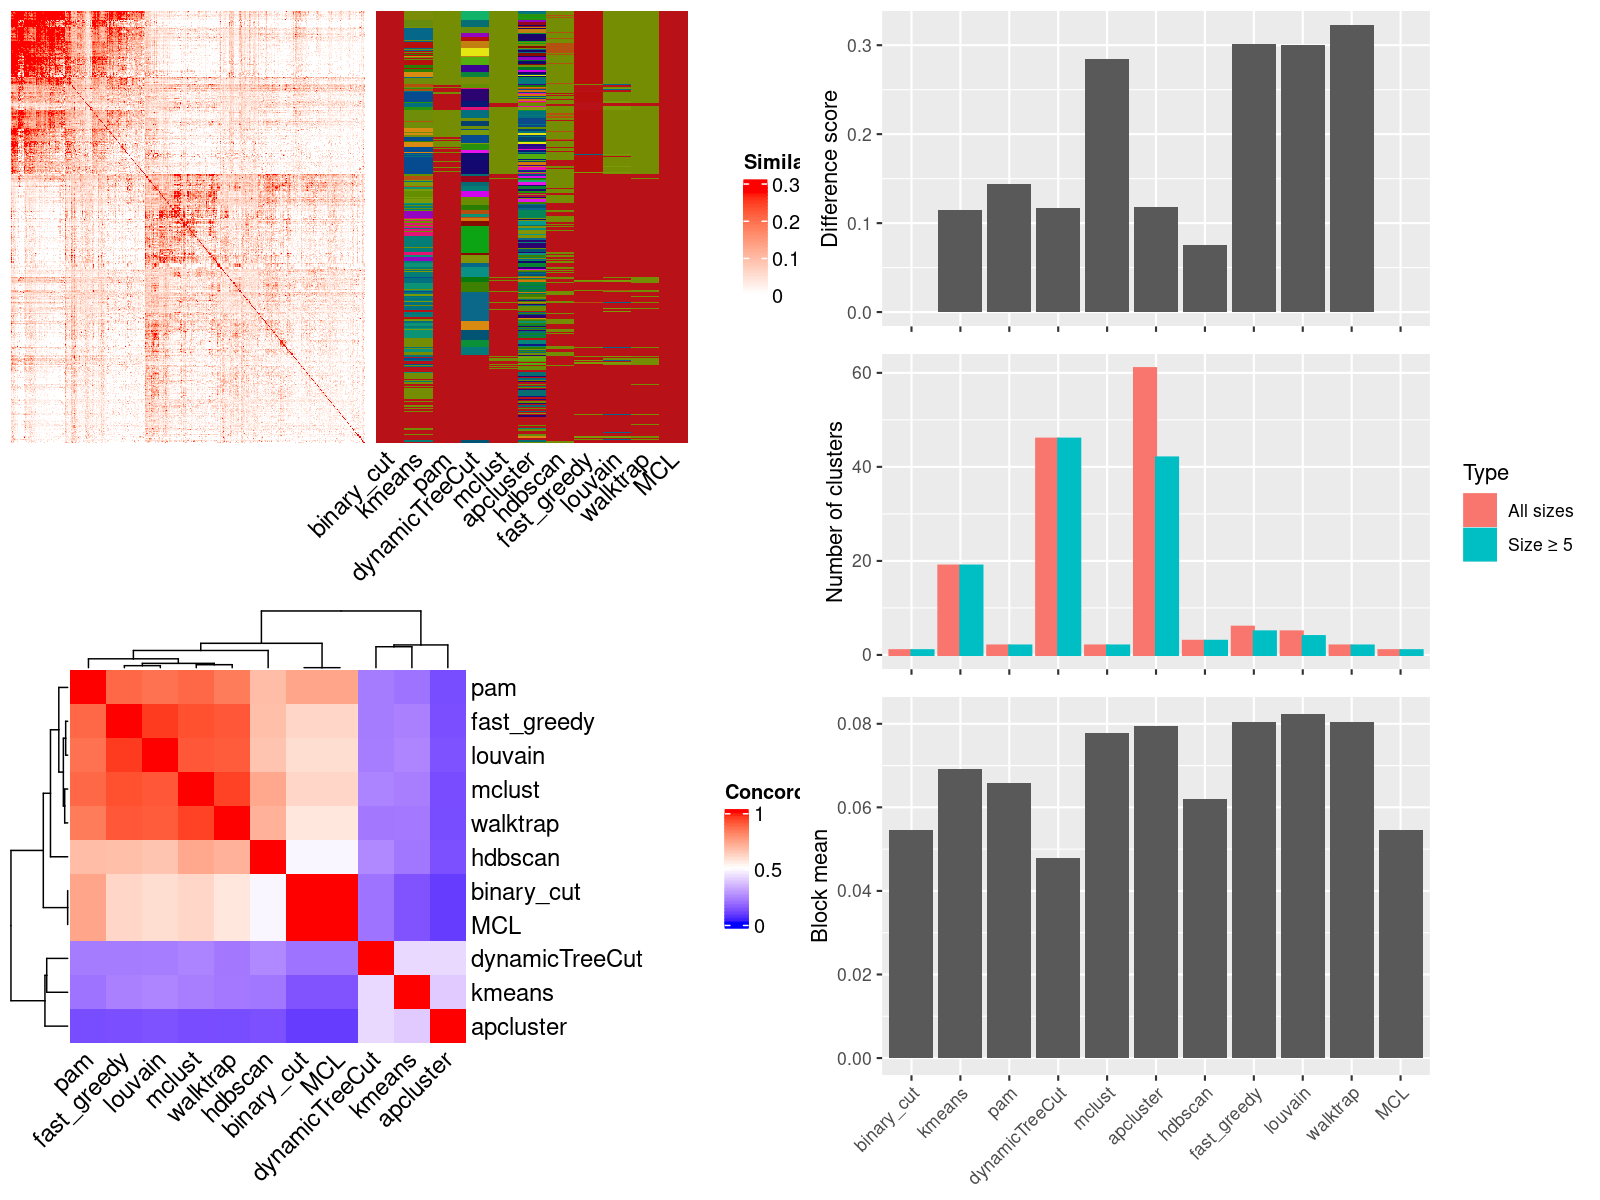 Simila
0.3
0.2
0.1
0
binary_cut
kmeans
pam
dynamicTreeCut
mclust
apcluster
hdbscan
fast_greedy
louvain
walktrap
MCL
pam
fast_greedy
louvain
mclust
walktrap
hdbscan
binary_cut
MCL
dynamicTreeCut
kmeans
apcluster
Concord
1
0.5
0
pam
fast_greedy
louvain
mclust
walktrap
hdbscan
binary_cut
MCL
dynamicTreeCut
kmeans
apcluster
Difference score
0.3
0.2
0.1
0.0
Number of clusters
60
40
20
0
Type
All sizes
Size ≥ 5
Block mean
0.08
0.06
0.04
0.02
0.00
binary_cut
kmeans
pam
dynamicTreeCut
mclust
apcluster
hdbscan
fast_greedy
louvain
walktrap
MCL